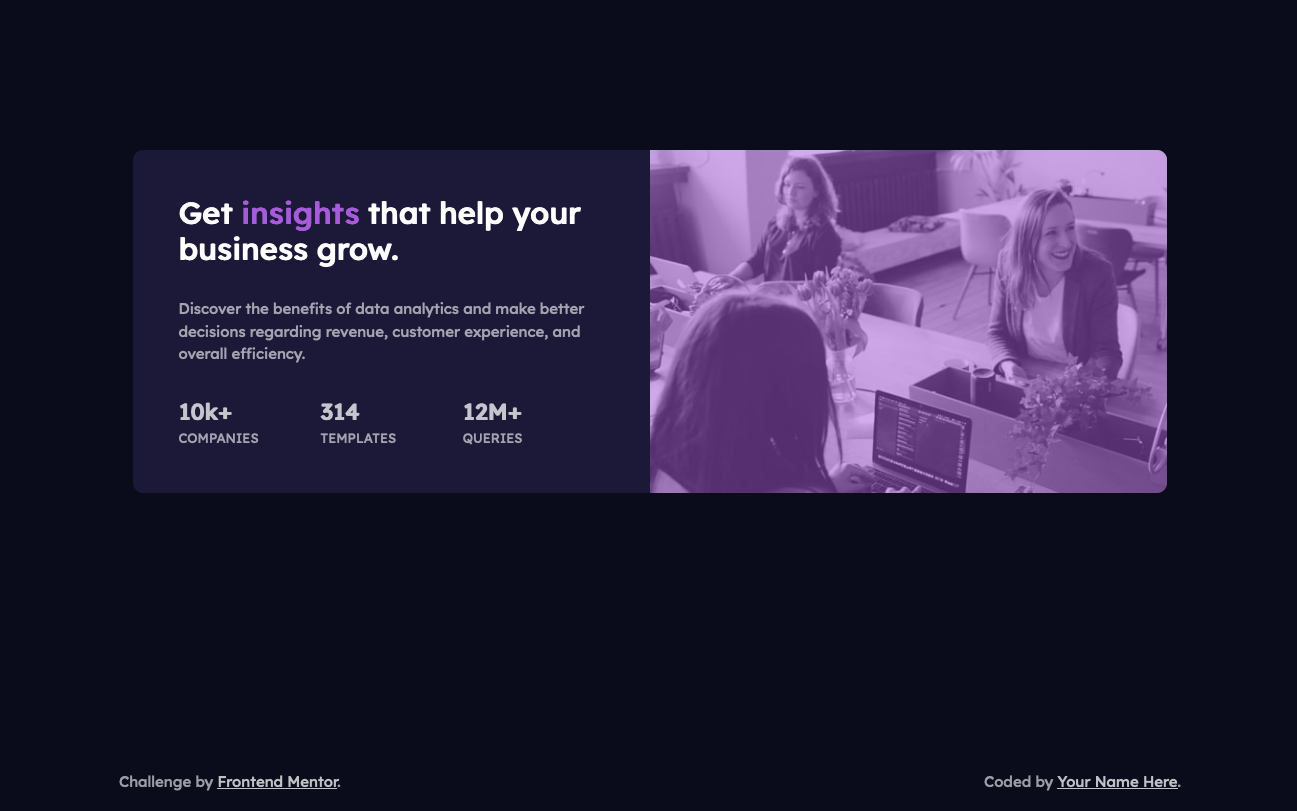 Get insights that help your
business grow.
Discover the benefits of data analytics and make better
decisions regarding revenue, customer experience, and
overall efficiency.
10k+ 314 12M+
COMPANIES TEMPLATES QUERIES
Challenge by Frontend Mentor. Coded by Your Name Here.